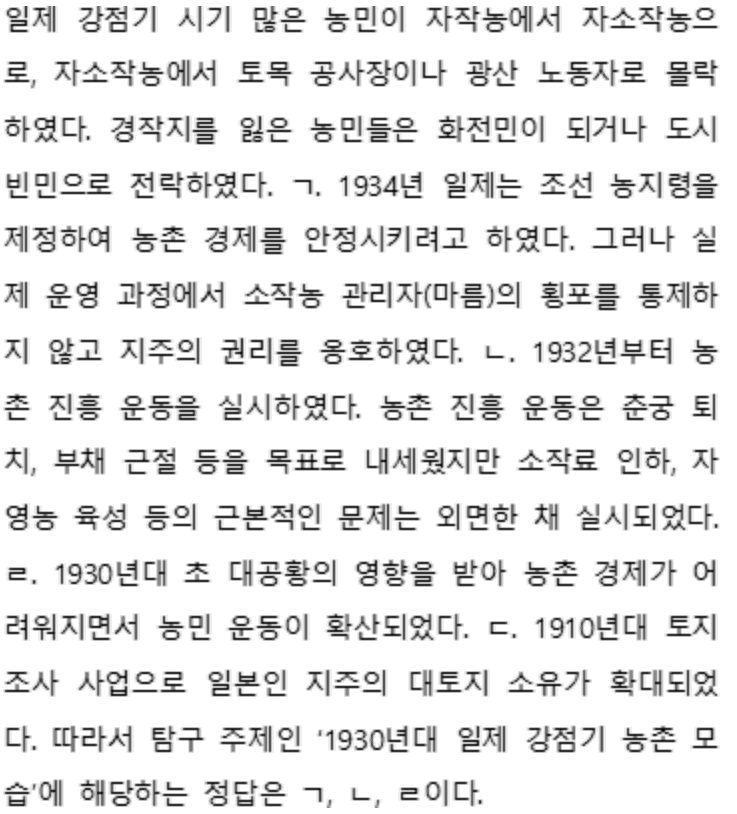 일제 강점기 시기 많은 농민이 자작농에서 자소작농으
로, 자소작농에서 토목 공사장이나 광산 노동자로 몰락
하였다. 경작지를 잃은 농민들은 화전민이 되거나 도시
빈민으로 전락하였다. ㄱ. 1934년 일제는 조선 농지령을
제정하여 농촌 경제를 안정시키려고 하였다. 그러나 실
제 운영 과정에서 소작농 관리자(마름)의 횡포를 통제하
지 않고 지주의 권리를 옹호하였다. ㄴ. 1932년부터 농
촌 진흥 운동을 실시하였다. 농촌 진흥 운동은 춘궁 퇴
치, 부채 근절 등을 목표로 내세웠지만 소작료 인하, 자
영농 육성 등의 근본적인 문제는 외면한 채 실시되었다.
ㄹ. 1930년대 초 대공황의 영향을 받아 농촌 경제가 어
려워지면서 농민 운동이 확산되었다. ㄷ. 1910년대 토지
조사 사업으로 일본인 지주의 대토지 소유가 확대되었
다. 따라서 탐구 주제인 '1930년대 일제 강점기 농촌 모
습'에 해당하는 정답은 ㄱ, ㄴ, ㄹ이다.